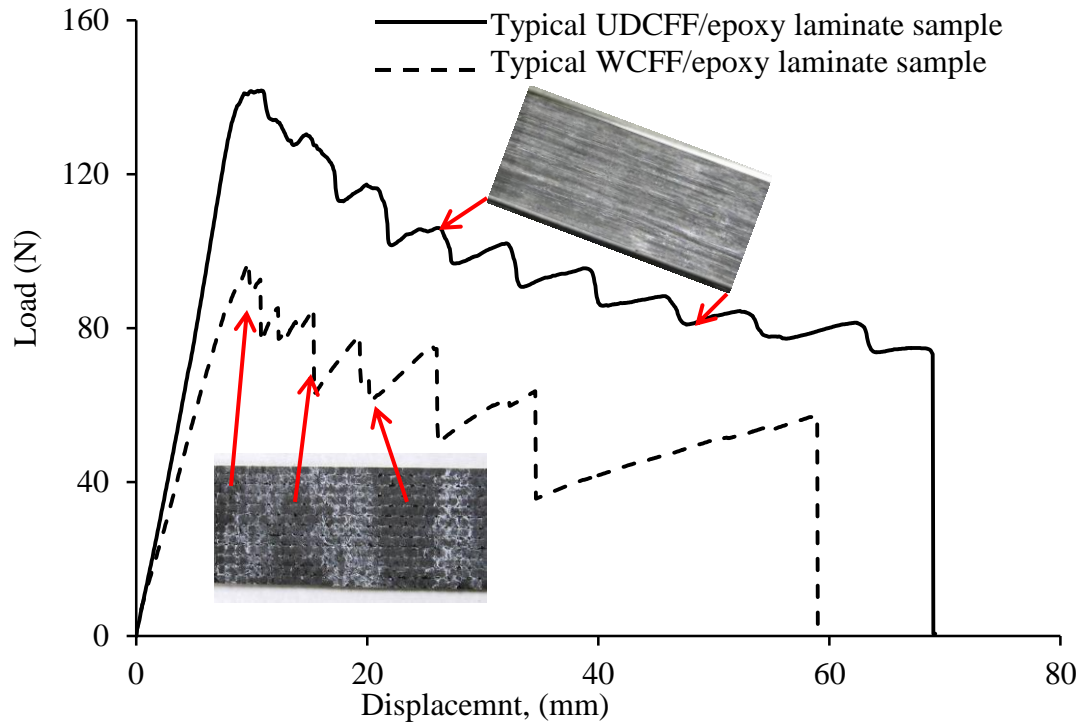 160
Typical UDCFF/epoxy laminate sample
Typical WCFF/epoxy laminate sample
120
80
40
0
Load (N)
0 20 40 60 80
Displacemnt, (mm)